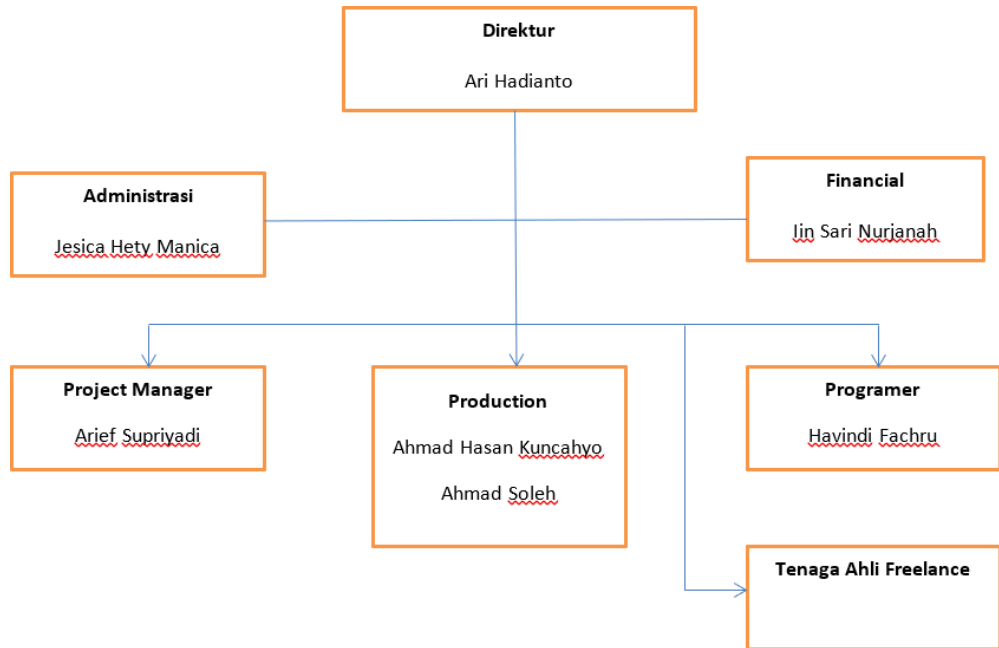 Direktur
Ari Hadianto
Administrasi
Jesica Hety Manica
Financial
Iin Sari Nurjanah
Project Manager
Arief Supriyadi
Production
Ahmad Hasan Kuncahyo
Ahmad Soleh
Programer
Havindi Fachru
Tenaga Ahli Freelance